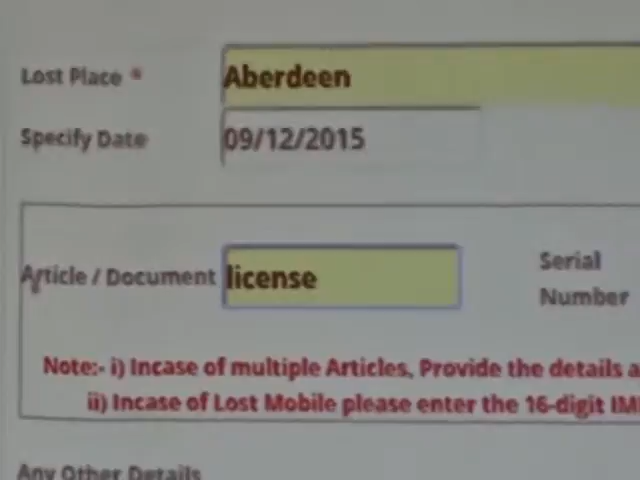 Lost Place *
Aberdeen
Specify Date
09/12/2015
Article / Document
license
Serial
Number
Note:- i) Incase of multiple Articles, Provide the details a
ii) Incase of Lost Mobile please enter the 16-digit IM
Any Other Details